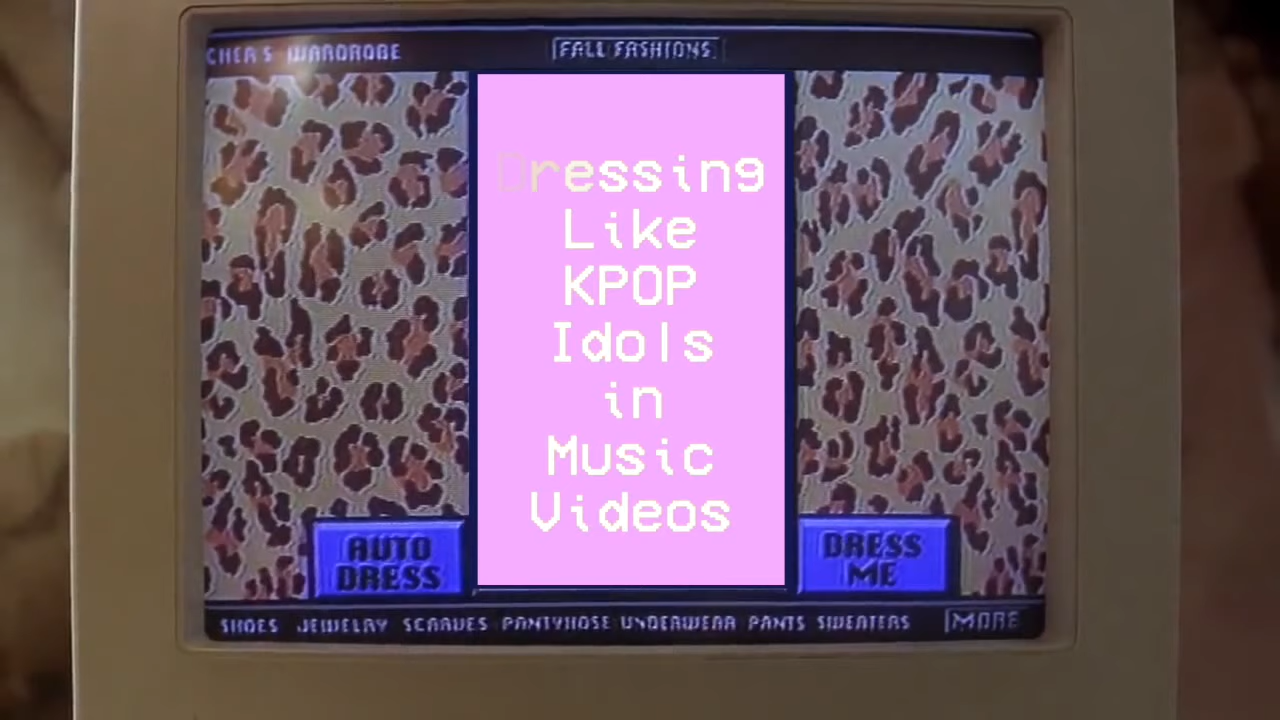 CHER'S WARDROBE
FALL FASHIONS
Dressing
Like
KPOP
Idols
in
Music
Videos
AUTO
DRESS
DRESS
ME
SHOES JEWELRY SCARVES PANTYHOSE UNDERWEAR PANTS SWEATERS MORE